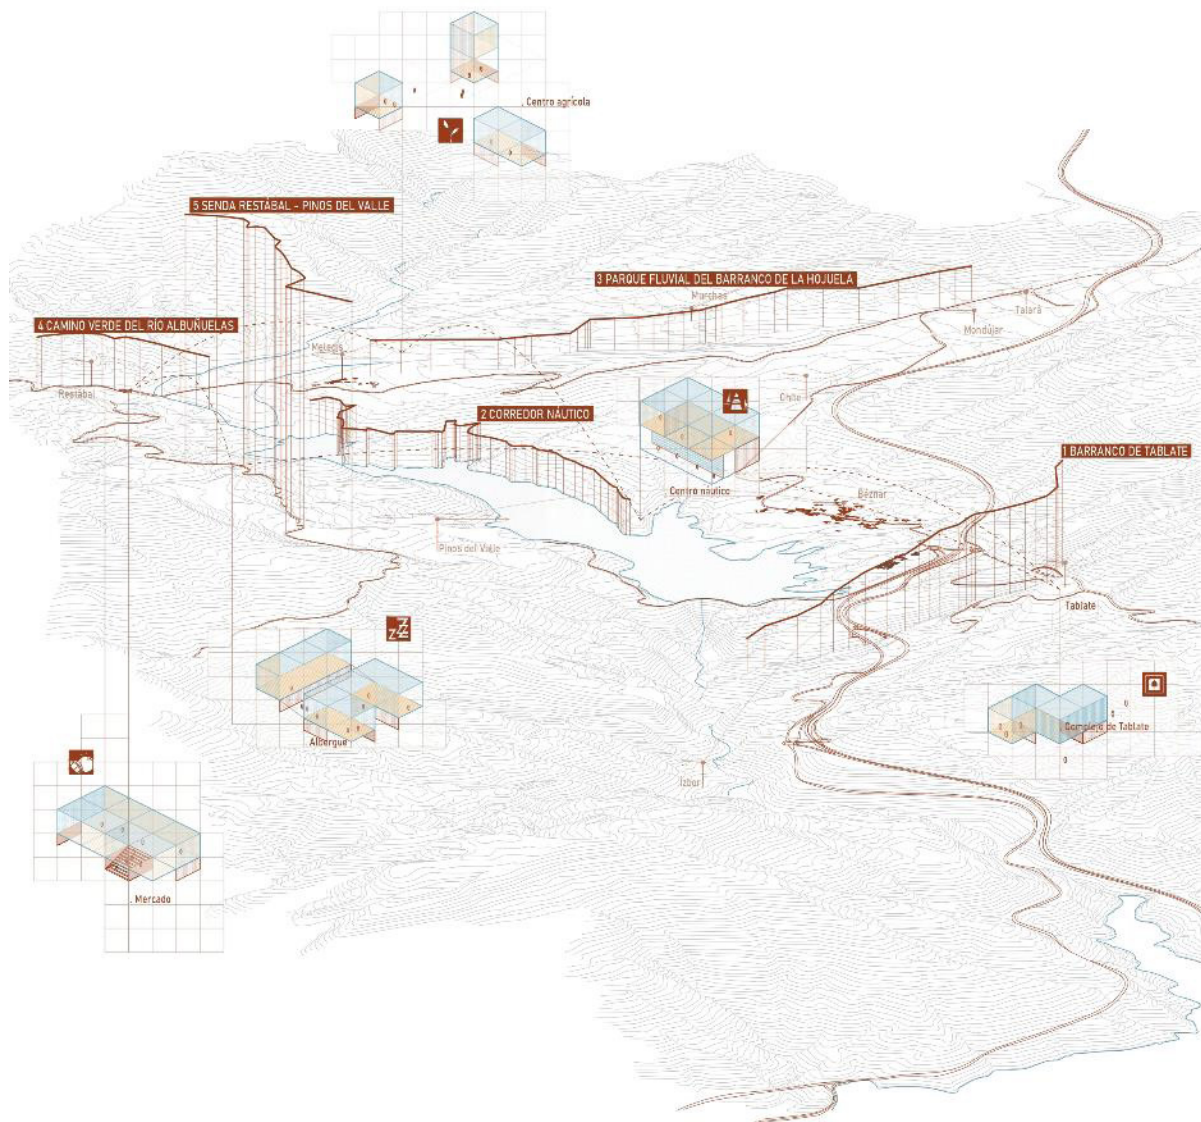 . Centro agrícola
5 SENDA RESTÁBAL - PINOS DEL VALLE
3 PARQUE FLUVIAL DEL BARRANCO DE LA HOJUELA
Murchas
Talará
4 CAMINO VERDE DEL RÍO ALBUÑUELAS
Mondújar
Melegís
Restábal
Chite
2 CORREDOR NÁUTICO
1 BARRANCO DE TABLATE
Centro náutico
Béznar
Pinos del Valle
Tablate
zZZ
Albergue
Complejo de Tablate
Ízbor
. Mercado